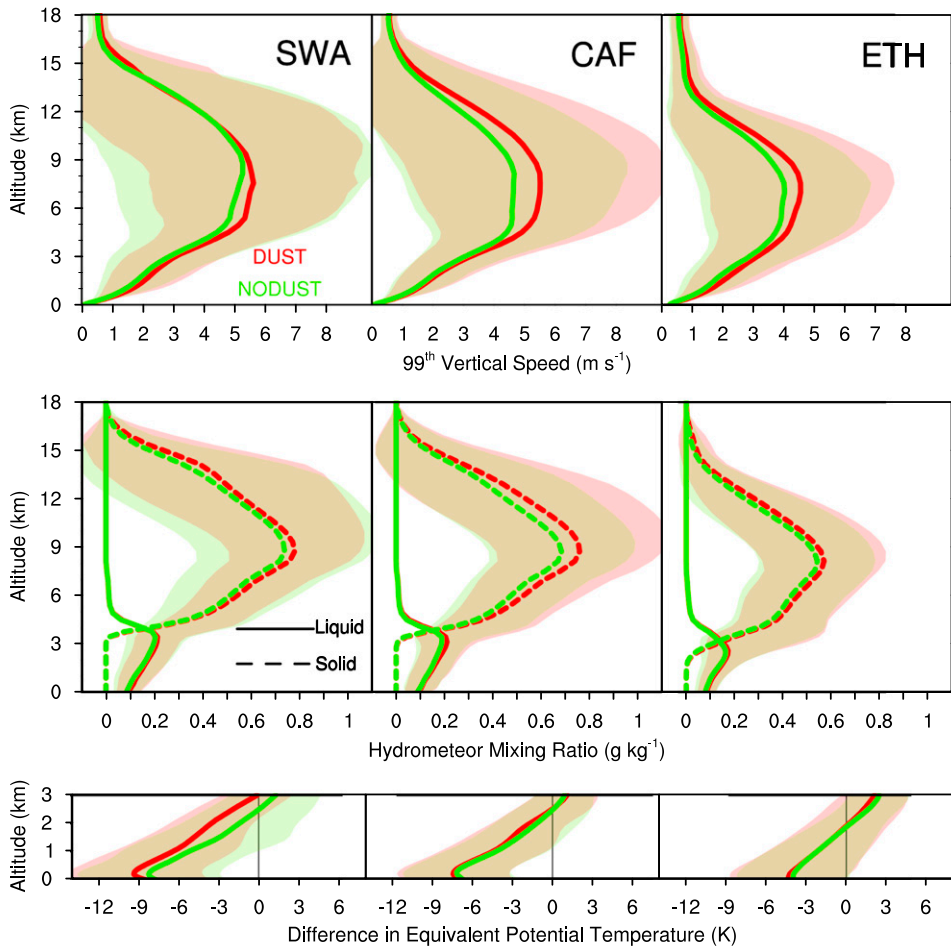 18
15
12
9
6
3
0
Altitude (km)
SWA
CAF
ETH
DUST
NODUST
0 1 2 3 4 5 6 7 8
0 1 2 3 4 5 6 7 8
0 1 2 3 4 5 6 7 8
99th Vertical Speed (m s-1)
18
15
12
9
6
3
0
Altitude (km)
Liquid
Solid
0 0.2 0.4 0.6 0.8 1
0 0.2 0.4 0.6 0.8 1
0 0.2 0.4 0.6 0.8 1
Hydrometeor Mixing Ratio (g kg-1)
3
2
1
0
Altitude (km)
-12 -9 -6 -3 0 3
-12 -9 -6 -3 0 3
-12 -9 -6 -3 0 3
Difference in Equivalent Potential Temperature (K)